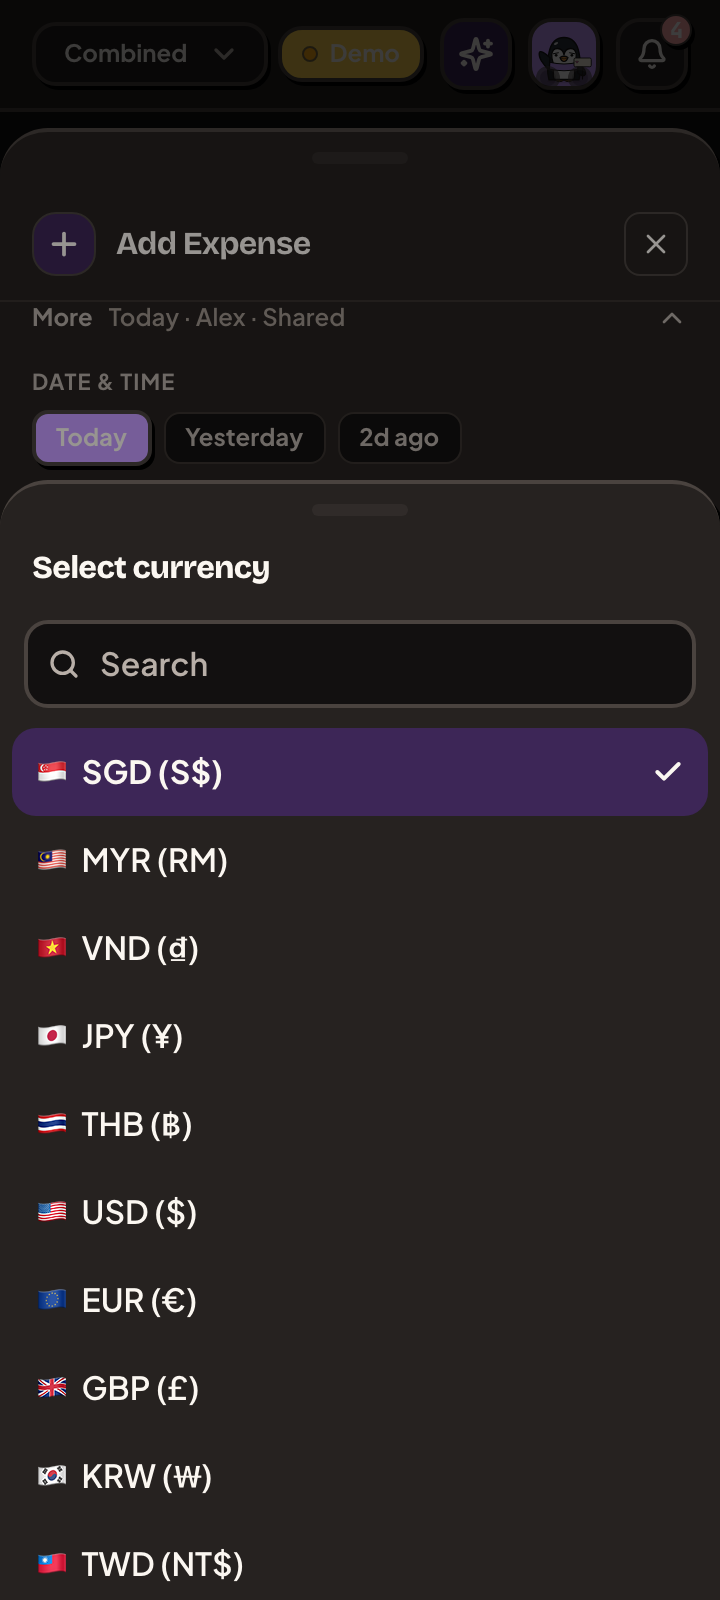 Combined
Demo
4
Add Expense
More Today · Alex · Shared
DATE & TIME
Today Yesterday 2d ago
Select currency
Search
SGD (S$)
MYR (RM)
VND (₫)
JPY (¥)
THB (฿)
USD ($)
EUR (€)
GBP (£)
KRW (₩)
TWD (NT$)